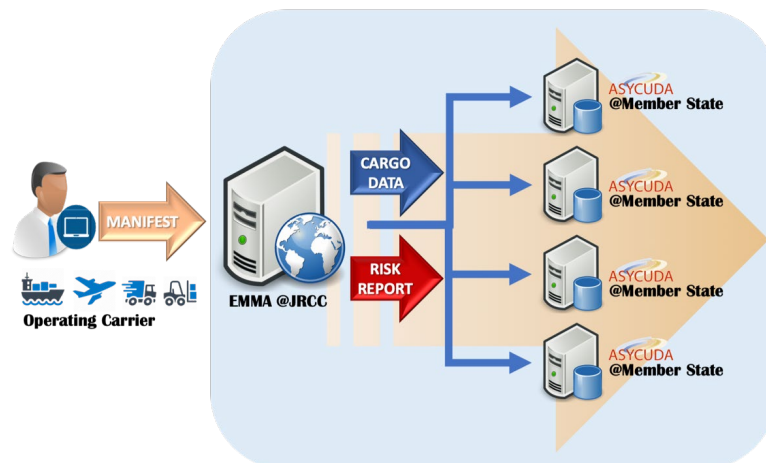 MANIFEST
Operating Carrier
EMMA @JRCC
CARGO
DATA
RISK
REPORT
ASYCUDA
@Member State
ASYCUDA
@Member State
ASYCUDA
@Member State
ASYCUDA
@Member State